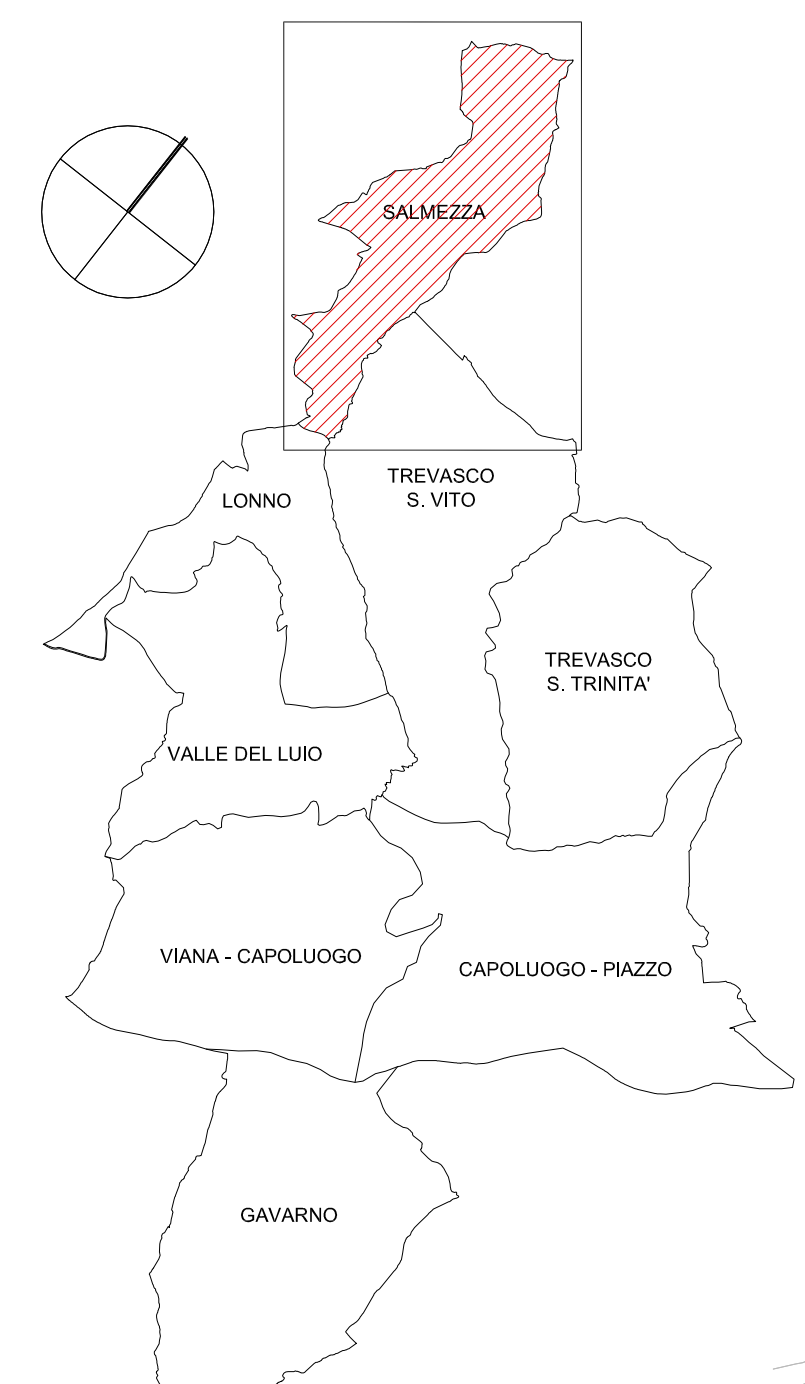 SALMEZZA
LONNO
TREVASCO
S. VITO
TREVASCO
S. TRINITA'
VALLE DEL LUIO
VIANA - CAPOLUOGO
CAPOLUOGO - PIAZZO
GAVARNO